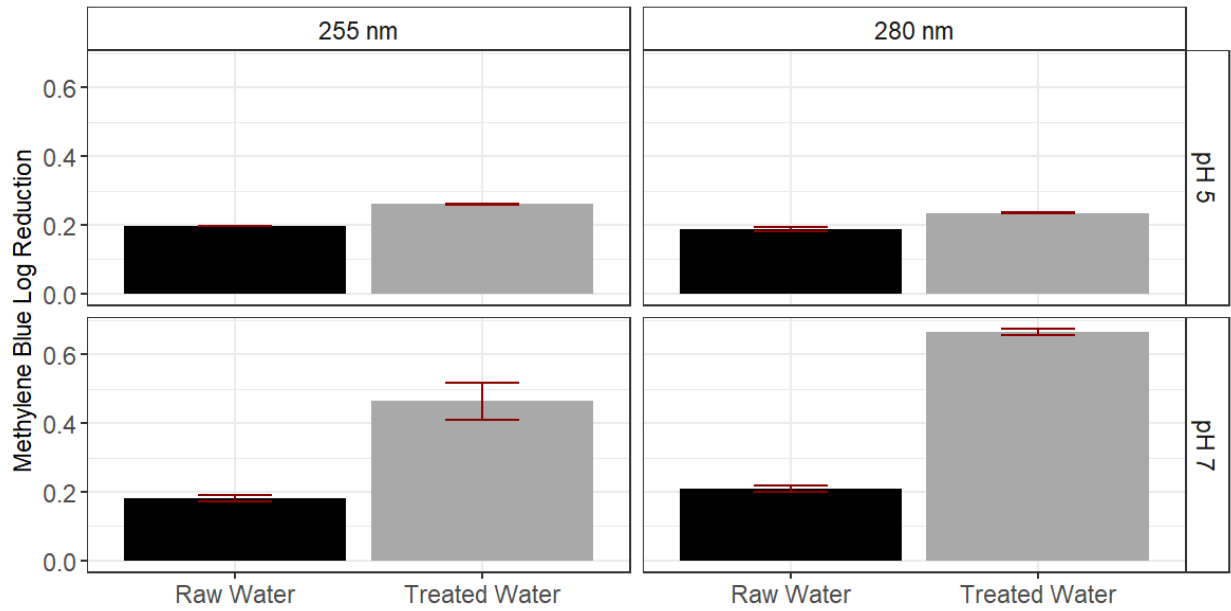 255 nm
280 nm
Methylene Blue Log Reduction
0.6
0.4
0.2
0.0
pH 5
0.6
0.4
0.2
0.0
pH 7
Raw Water
Treated Water
Raw Water
Treated Water